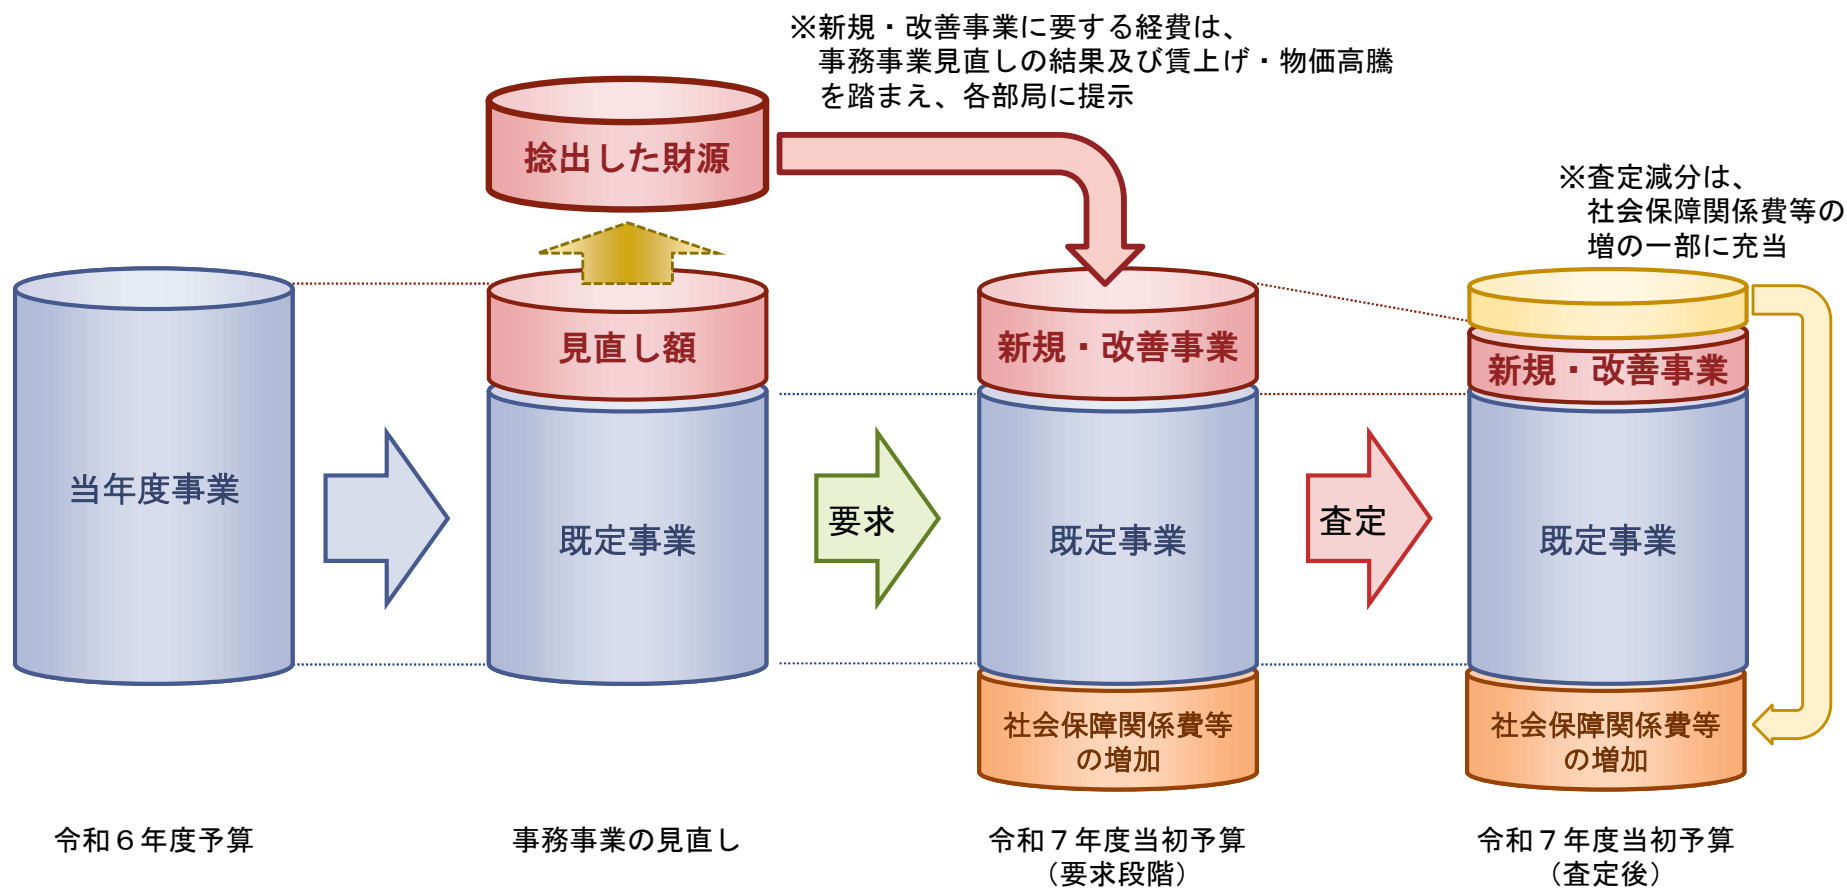 ※新規・改善事業に要する経費は、
事務事業見直しの結果及び賃上げ・物価高騰
を踏まえ、各部局に提示
捻出した財源
※査定減分は、
社会保障関係費等の
増の一部に充当
見直し額
新規・改善事業
新規・改善事業
当年度事業
既定事業
要求
既定事業
査定
既定事業
社会保障関係費等
の増加
社会保障関係費等
の増加
令和6年度予算
事務事業の見直し
令和7年度当初予算
（要求段階）
令和7年度当初予算
（査定後）